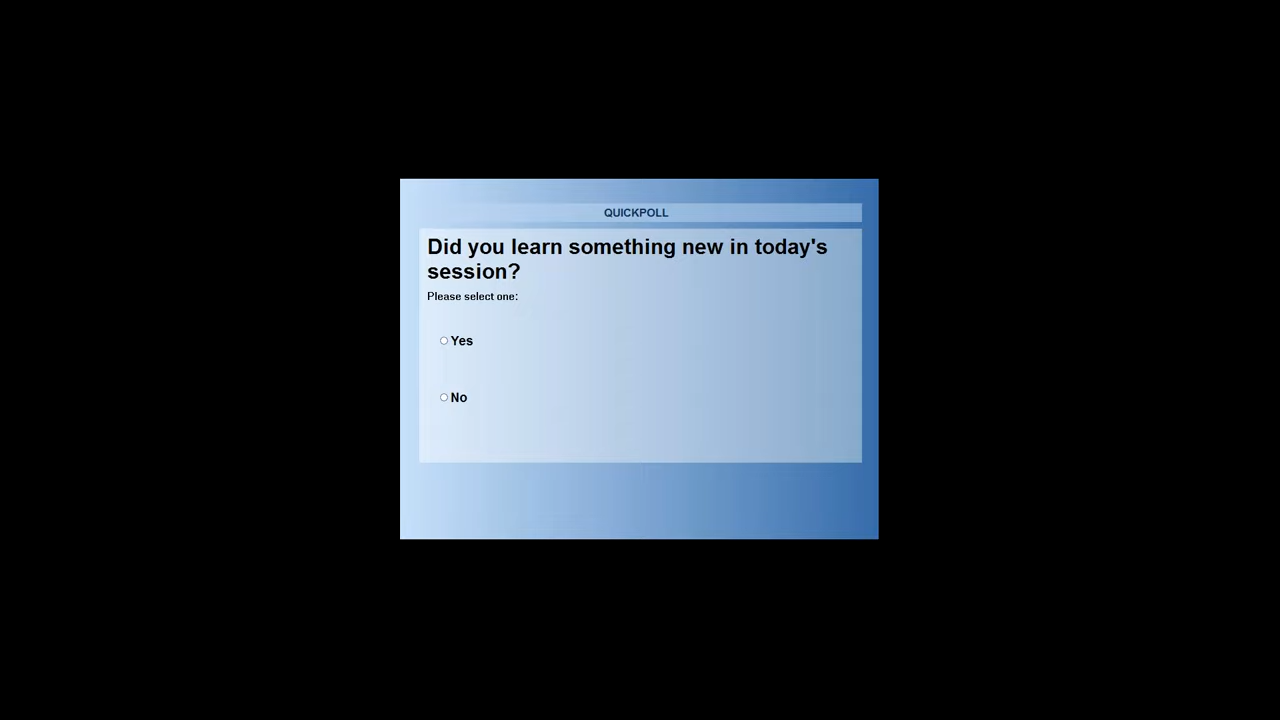 QUICKPOLL
Did you learn something new in today's
session?
Please select one:
Yes
No